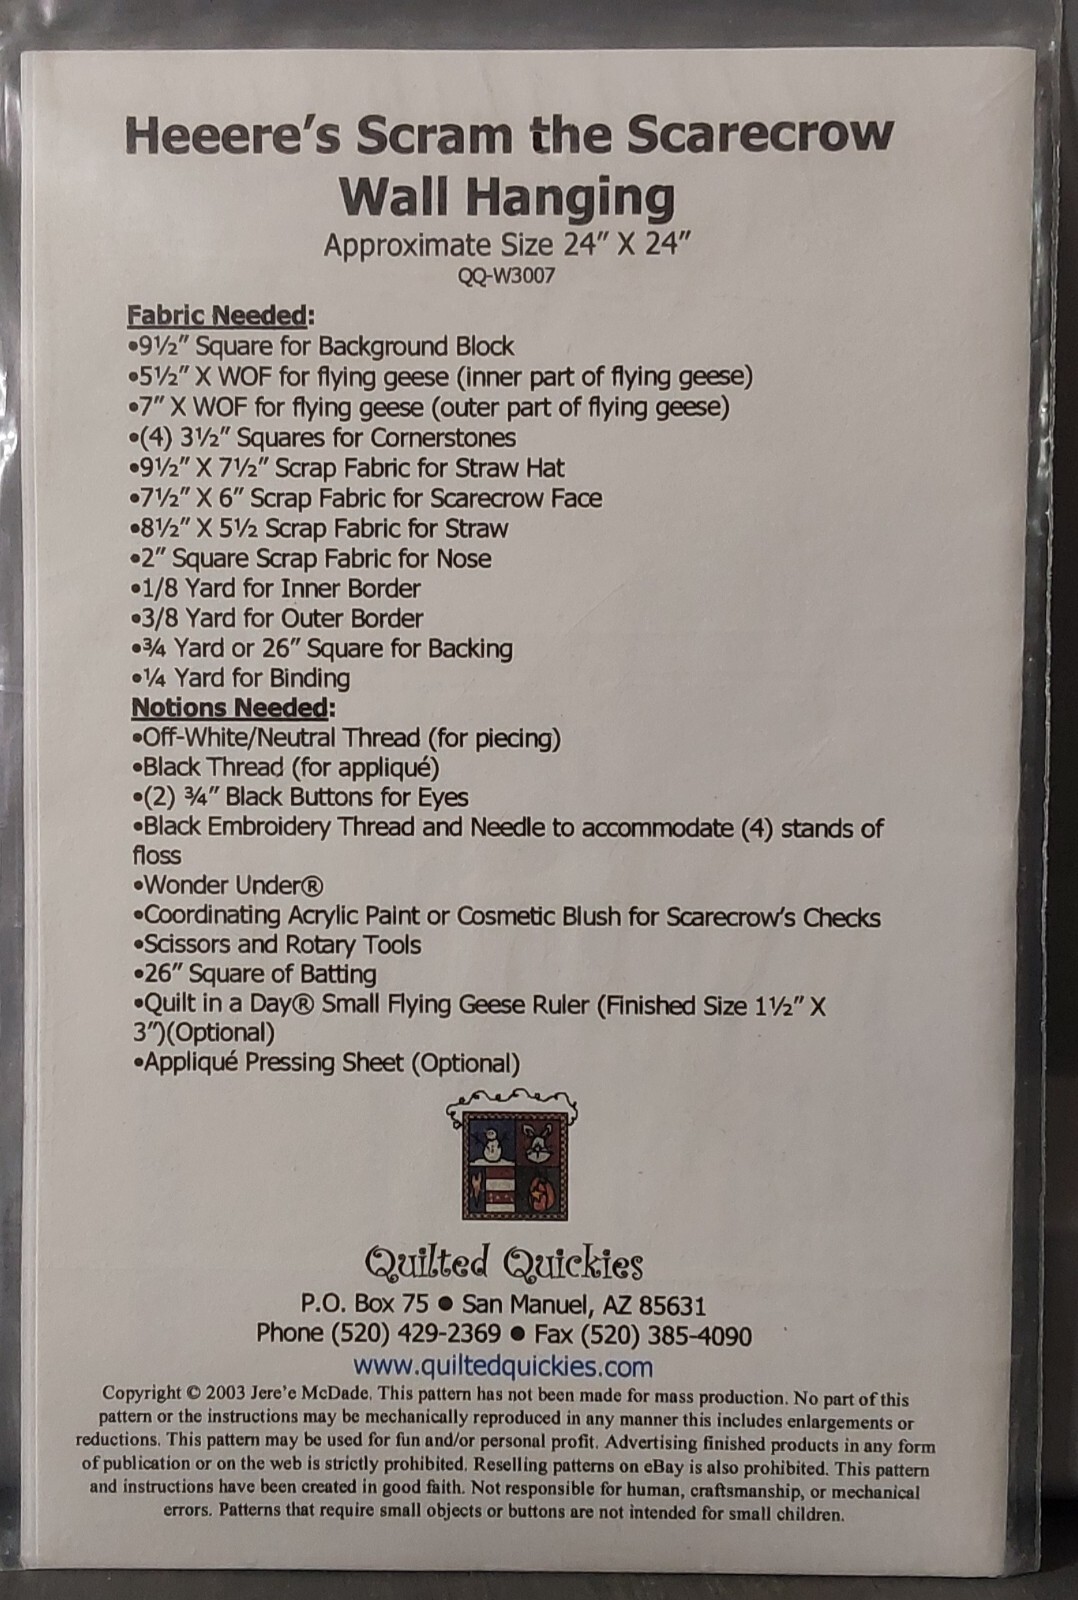 Heeere's Scram the Scarecrow
Wall Hanging
Approximate Size 24" X 24"
QQ-W3007
Fabric Needed:
•9½" Square for Background Block
•5½" X WOF for flying geese (inner part of flying geese)
•7" X WOF for flying geese (outer part of flying geese)
•(4) 3½" Squares for Cornerstones
•9½" X 7½" Scrap Fabric for Straw Hat
•7½" X 6" Scrap Fabric for Scarecrow Face
•8½" X 5½ Scrap Fabric for Straw
•2" Square Scrap Fabric for Nose
•1/8 Yard for Inner Border
•3/8 Yard for Outer Border
•¾ Yard or 26" Square for Backing
•¼ Yard for Binding
Notions Needed:
•Off-White/Neutral Thread (for piecing)
•Black Thread (for appliqué)
•(2) ¾" Black Buttons for Eyes
•Black Embroidery Thread and Needle to accommodate (4) stands of
floss
•Wonder Under®
•Coordinating Acrylic Paint or Cosmetic Blush for Scarecrow's Checks
•Scissors and Rotary Tools
•26" Square of Batting
•Quilt in a Day® Small Flying Geese Ruler (Finished Size 1½" X
3")(Optional)
•Appliqué Pressing Sheet (Optional)
Quilted Quickies
P.O. Box 75 ● San Manuel, AZ 85631
Phone (520) 429-2369 ● Fax (520) 385-4090
www.quiltedquickies.com
Copyright © 2003 Jere'e McDade. This pattern has not been made for mass production. No part of this
pattern or the instructions may be mechanically reproduced in any manner this includes enlargements or
reductions. This pattern may be used for fun and/or personal profit. Advertising finished products in any form
of publication or on the web is strictly prohibited. Reselling patterns on eBay is also prohibited. This pattern
and instructions have been created in good faith. Not responsible for human, craftsmanship, or mechanical
errors. Patterns that require small objects or buttons are not intended for small children.